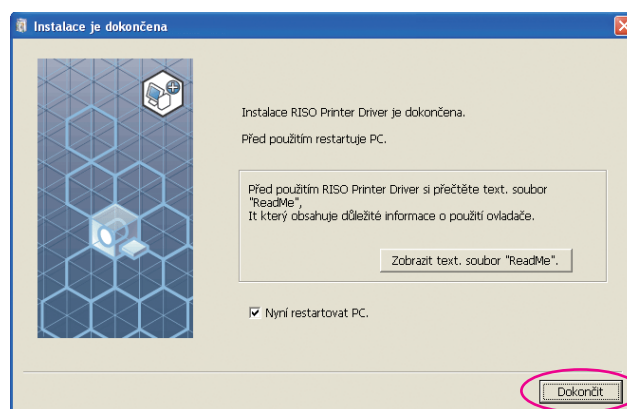 Instalace je dokončena
Instalace RISO Printer Driver je dokončena.
Před použitím restartuje PC.
Před použitím RISO Printer Driver si přečtěte text. soubor
"ReadMe",
It který obsahuje důležité informace o použití ovladače.
Zobrazit text. soubor "ReadMe".
Nyní restartovat PC.
Dokončit